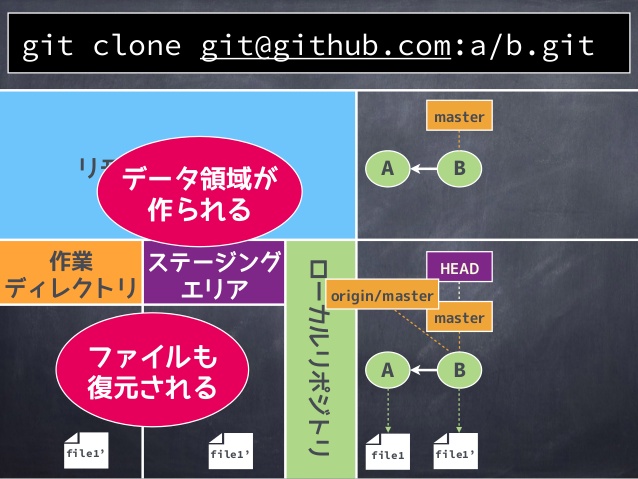 git clone git@github.com:a/b.git
master
リモ
データ領域が
作られる
A
B
作業
ディレクトリ
ステージング
エリア
ローカルリポジトリ
HEAD
origin/master
master
ファイルも
復元される
A
B
file1’
file1’
file1
file1’